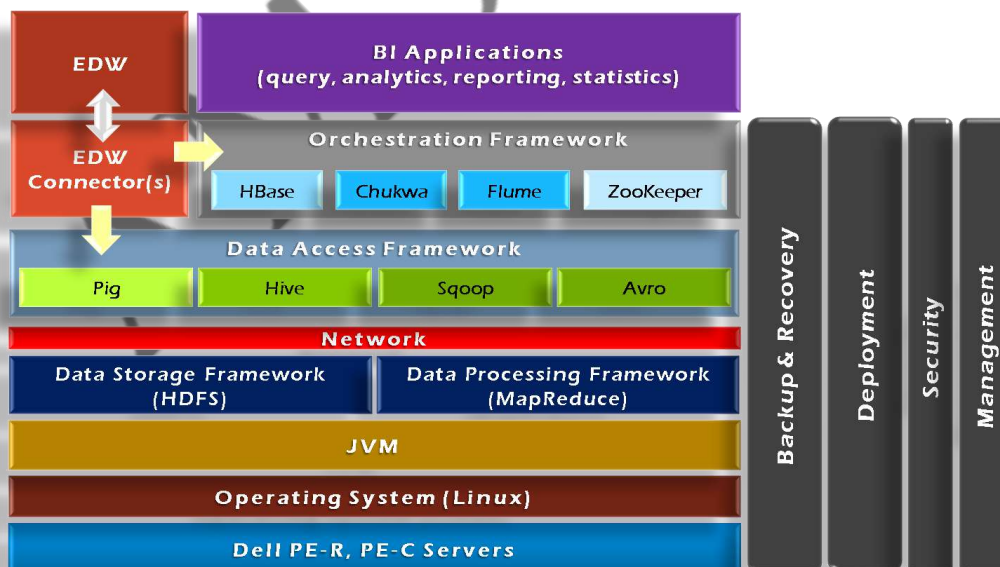 EDW
BI Applications
(query, analytics, reporting, statistics)
EDW
Connector(s)
Orchestration Framework
HBase
Chukwa
Flume
ZooKeeper
Data Access Framework
Pig
Hive
Sqoop
Avro
Network
Data Storage Framework
(HDFS)
Data Processing Framework
(MapReduce)
JVM
Operating System (Linux)
Dell PE-R, PE-C Servers
Backup & Recovery
Deployment
Security
Management